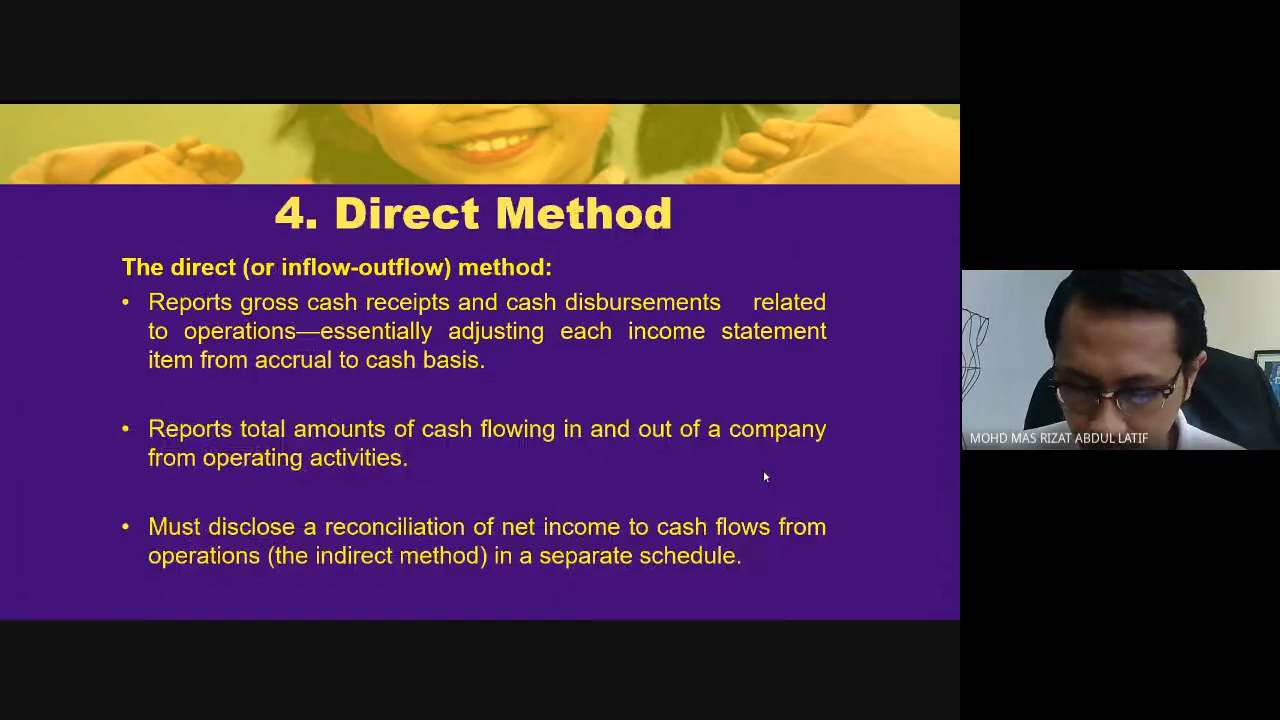 4. Direct Method
The direct (or inflow-outflow) method:
• Reports gross cash receipts and cash disbursements related
to operations—essentially adjusting each income statement
item from accrual to cash basis.
• Reports total amounts of cash flowing in and out of a company
from operating activities.
• Must disclose a reconciliation of net income to cash flows from
operations (the indirect method) in a separate schedule.
MOHD MAS RIZAT ABDUL LATIF